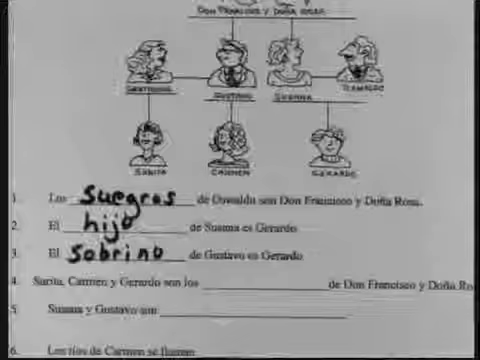 DON FRANCISCO Y DOÑA ROSA
GUSTAVO SUSANA OSWALDO
SARITA CARMEN GERARDO
1. Los suegros de Oswaldo son Don Francisco y Doña Rosa.
2. El hijo de Susana es Gerardo
3. El sobrino de Gustavo es Gerardo
4. Sarita, Carmen y Gerardo son los de Don Francisco y Doña Ro
5. Susana y Gustavo son
6. Los tíos de Carmen se llaman